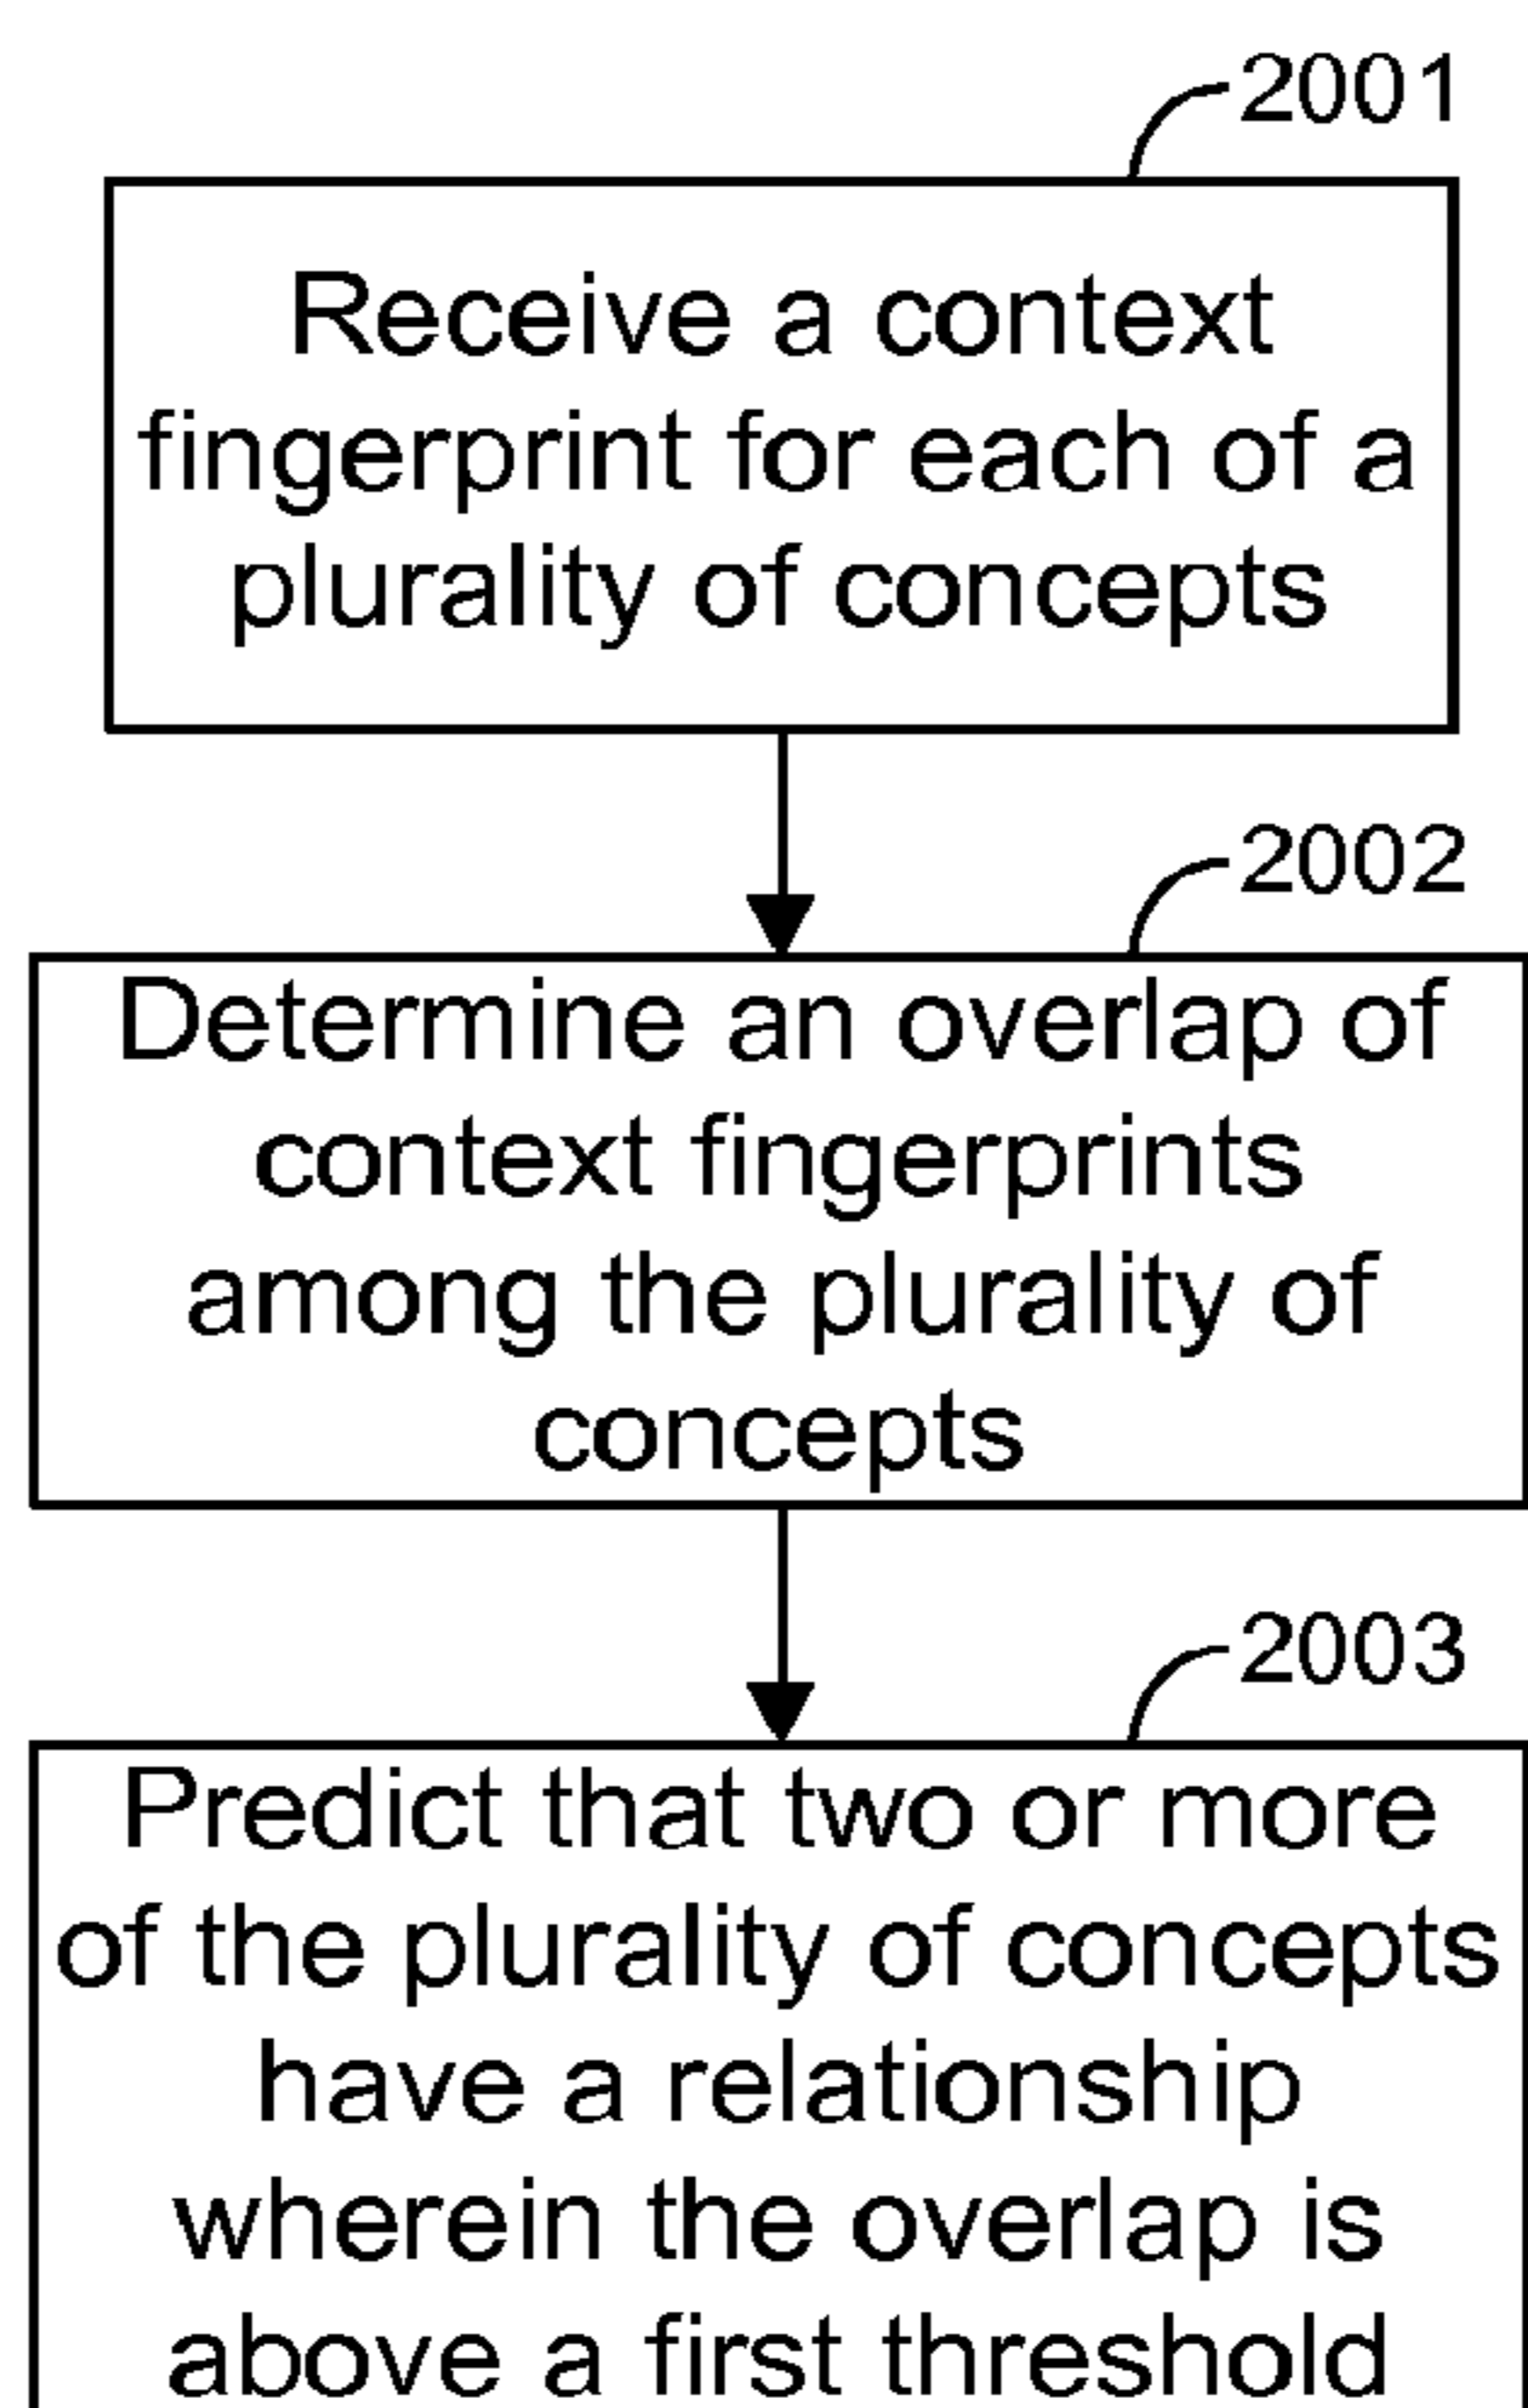 2001
Receive a context
fingerprint for each of a
plurality of concepts
2002
Determine an overlap of
context fingerprints
among the plurality of
concepts
2003
Predict that two or more
of the plurality of concepts
have a relationship
wherein the overlap is
above a first threshold